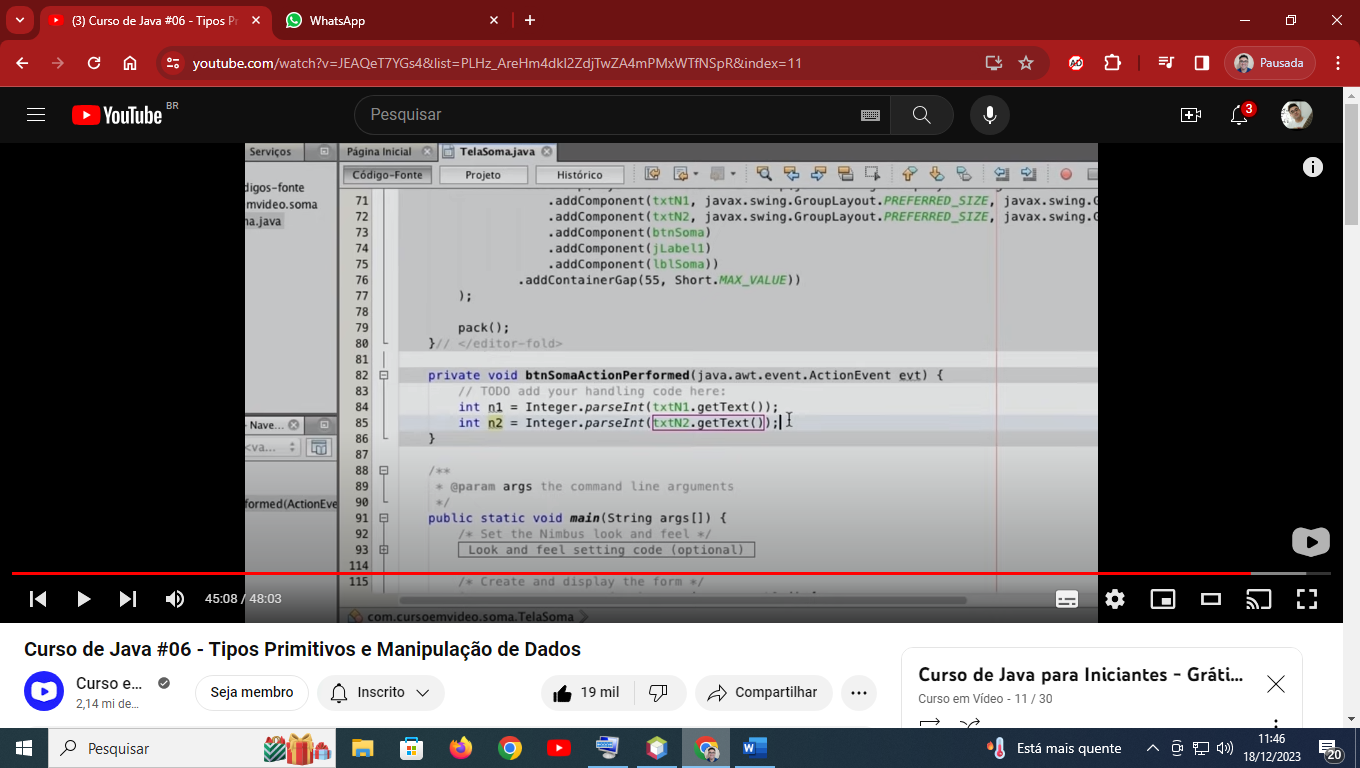 (3) Curso de Java #06 - Tipos Pr
WhatsApp
youtube.com/watch?v=JEAQeT7YGs4&list=PLHz_AreHm4dkI2ZdjTwZA4mPMxWTfNSpR&index=11
Pausada
YouTube BR
Pesquisar
3
Serviços
Página Inicial
TelaSoma.java
Código-Fonte
Projeto
Histórico
digos-fonte
mvideo.soma
na.java
71 .addComponent(txtN1, javax.swing.GroupLayout.PREFERRED_SIZE, javax.swing.G
72 .addComponent(txtN2, javax.swing.GroupLayout.PREFERRED_SIZE, javax.swing.G
73 .addComponent(btnSoma)
74 .addComponent(jLabel1)
75 .addComponent(lblSoma))
76 .addContainerGap(55, Short.MAX_VALUE))
77 );
78
79 pack();
80 }// </editor-fold>
81
82 private void btnSomaActionPerformed(java.awt.event.ActionEvent evt) {
83 // TODO add your handling code here:
84 int n1 = Integer.parseInt(txtN1.getText());
85 int n2 = Integer.parseInt(txtN2.getText());
86 }
87
88 /**
89 * @param args the command line arguments
90 */
91 public static void main(String args[]) {
92 /* Set the Nimbus look and feel */
93 Look and feel setting code (optional)
114
115 /* Create and display the form */
- Nave...
<va...
formed(ActionEve
com.cursoemvideo.soma.TelaSoma
45:08 / 48:03
Curso de Java #06 - Tipos Primitivos e Manipulação de Dados
Curso e...
2,14 mi de...
Seja membro
Inscrito
19 mil
Compartilhar
Curso de Java para Iniciantes - Gráti...
Curso em Vídeo - 11 / 30
Pesquisar
Está mais quente
11:46
18/12/2023
20